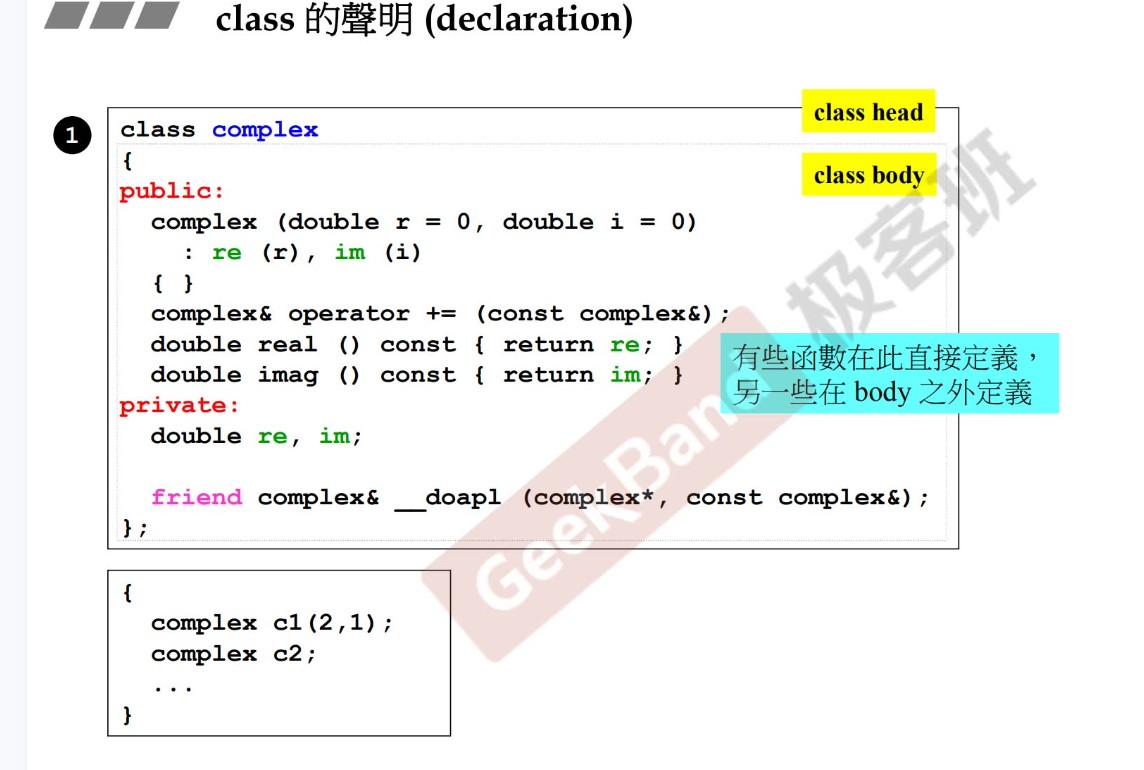 class 的聲明 (declaration)
1
class complex
class head
{
class body
public:
complex (double r = 0, double i = 0)
: re (r), im (i)
{ }
complex& operator += (const complex&);
double real () const { return re; }
double imag () const { return im; }
有些函數在此直接定義，
另一些在 body 之外定義
private:
double re, im;
friend complex& __doapl (complex*, const complex&);
};
{
complex c1(2,1);
complex c2;
...
}
GeekBand 极客班